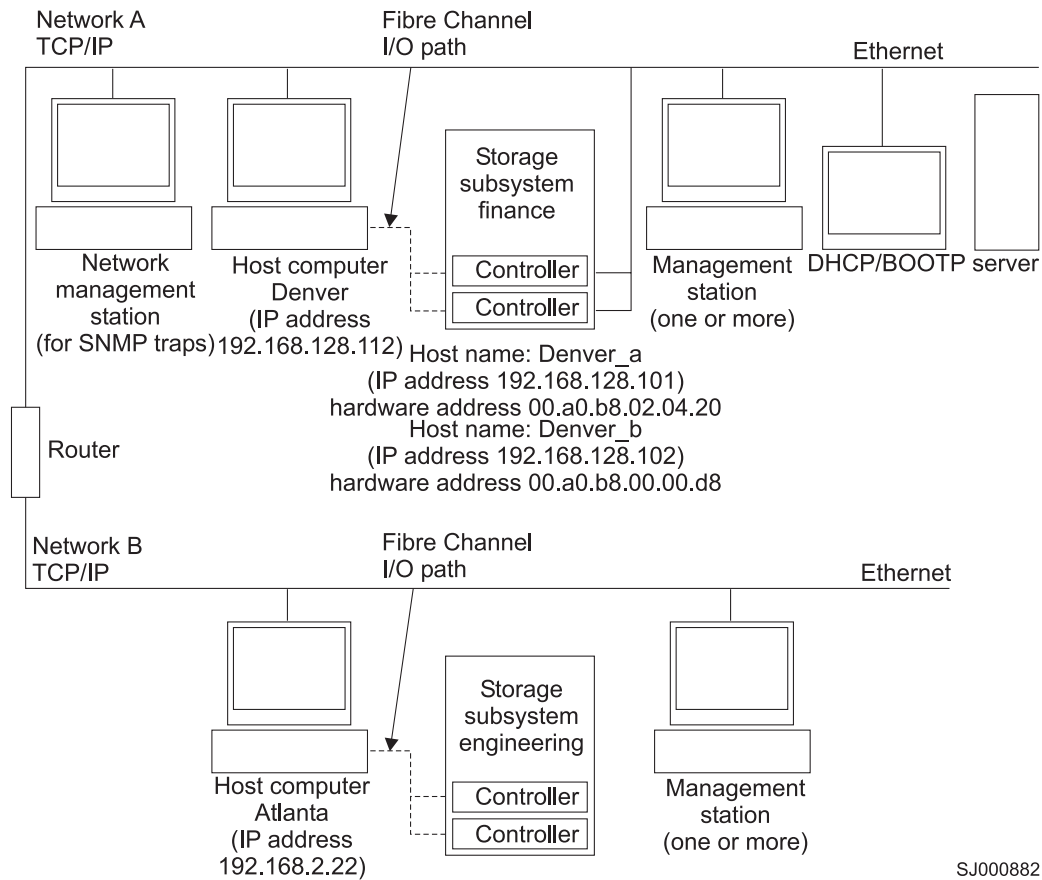 Network A
TCP/IP
Fibre Channel
I/O path
Ethernet
Storage
subsystem
finance
Controller
Controller
Network
management
station
(for SNMP traps)
Host computer
Denver
(IP address
192.168.128.112)
Management
station
(one or more)
DHCP/BOOTP server
Host name: Denver_a
(IP address 192.168.128.101)
hardware address 00.a0.b8.02.04.20
Host name: Denver_b
(IP address 192.168.128.102)
hardware address 00.a0.b8.00.00.d8
Router
Network B
TCP/IP
Fibre Channel
I/O path
Ethernet
Storage
subsystem
engineering
Controller
Controller
Host computer
Atlanta
(IP address
192.168.2.22)
Management
station
(one or more)
SJ000882